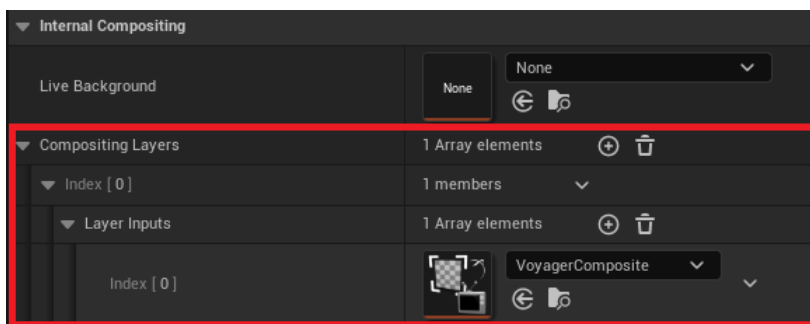 Internal Compositing
Live Background
None
None
Compositing Layers
1 Array elements
Index [ 0 ]
1 members
Layer Inputs
1 Array elements
Index [ 0 ]
VoyagerComposite